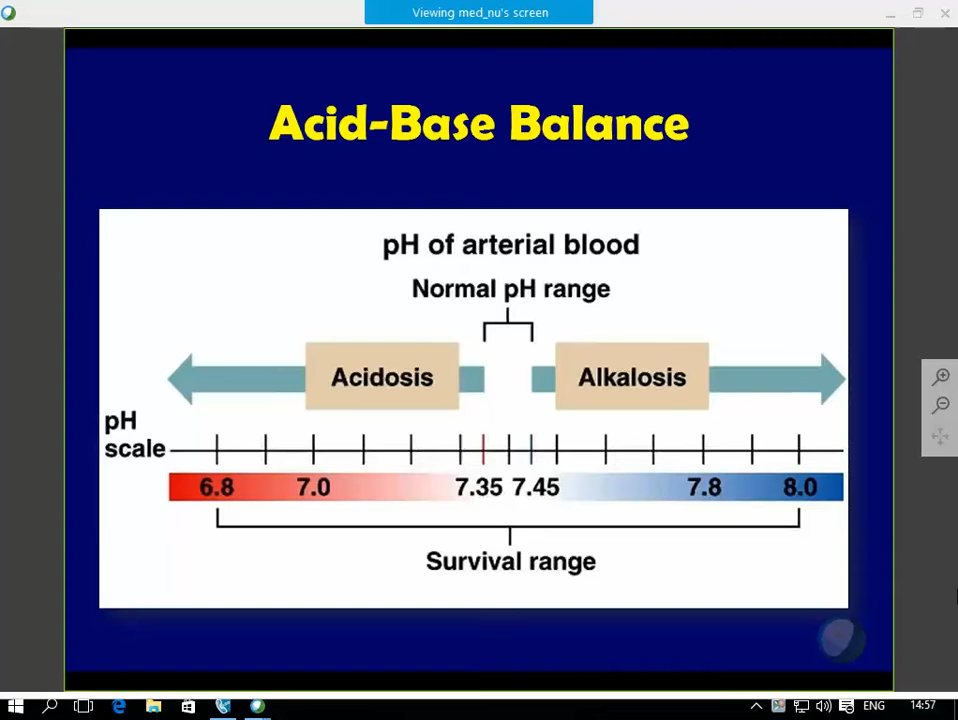 Viewing med_nu's screen
Acid-Base Balance
pH of arterial blood
Normal pH range
Acidosis
Alkalosis
pH
scale
6.8 7.0 7.35 7.45 7.8 8.0
Survival range
ENG 14:57